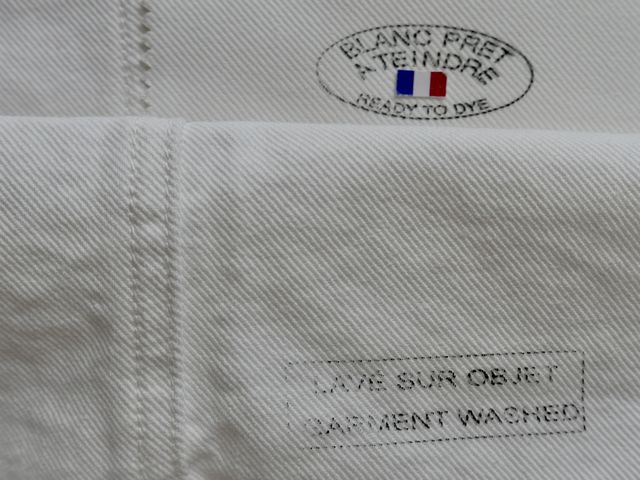 BLANC PRET
A TEINDRE
READY TO DYE
LAVÉ SUR OBJET
GARMENT WASHED